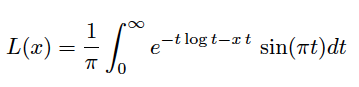 L(x) = \frac{1}{\pi} \int_0^\infty e^{-t \log t - x t} \sin(\pi t) dt